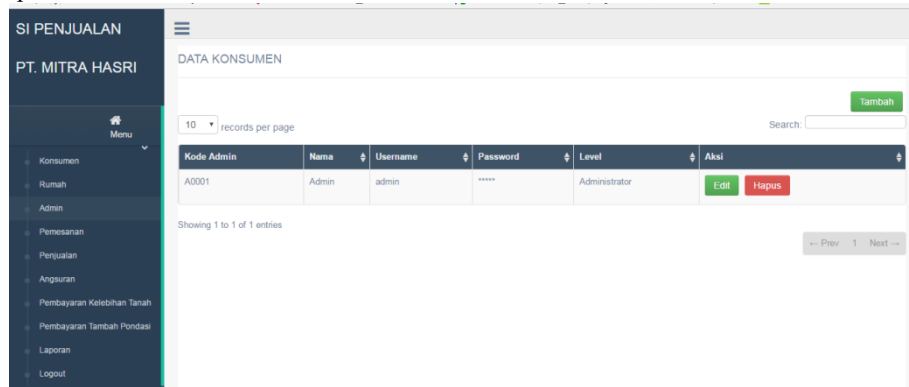 SI PENJUALAN
PT. MITRA HASRI
Menu
Konsumen
Rumah
Admin
Pemesanan
Penjualan
Angsuran
Pembayaran Kelebihan Tanah
Pembayaran Tambah Pondasi
Laporan
Logout
DATA KONSUMEN
Tambah
10 records per page
Search:
Kode Admin Nama Username Password Level Aksi
A0001 Admin admin ***** Administrator Edit Hapus
Showing 1 to 1 of 1 entries
← Prev 1 Next →